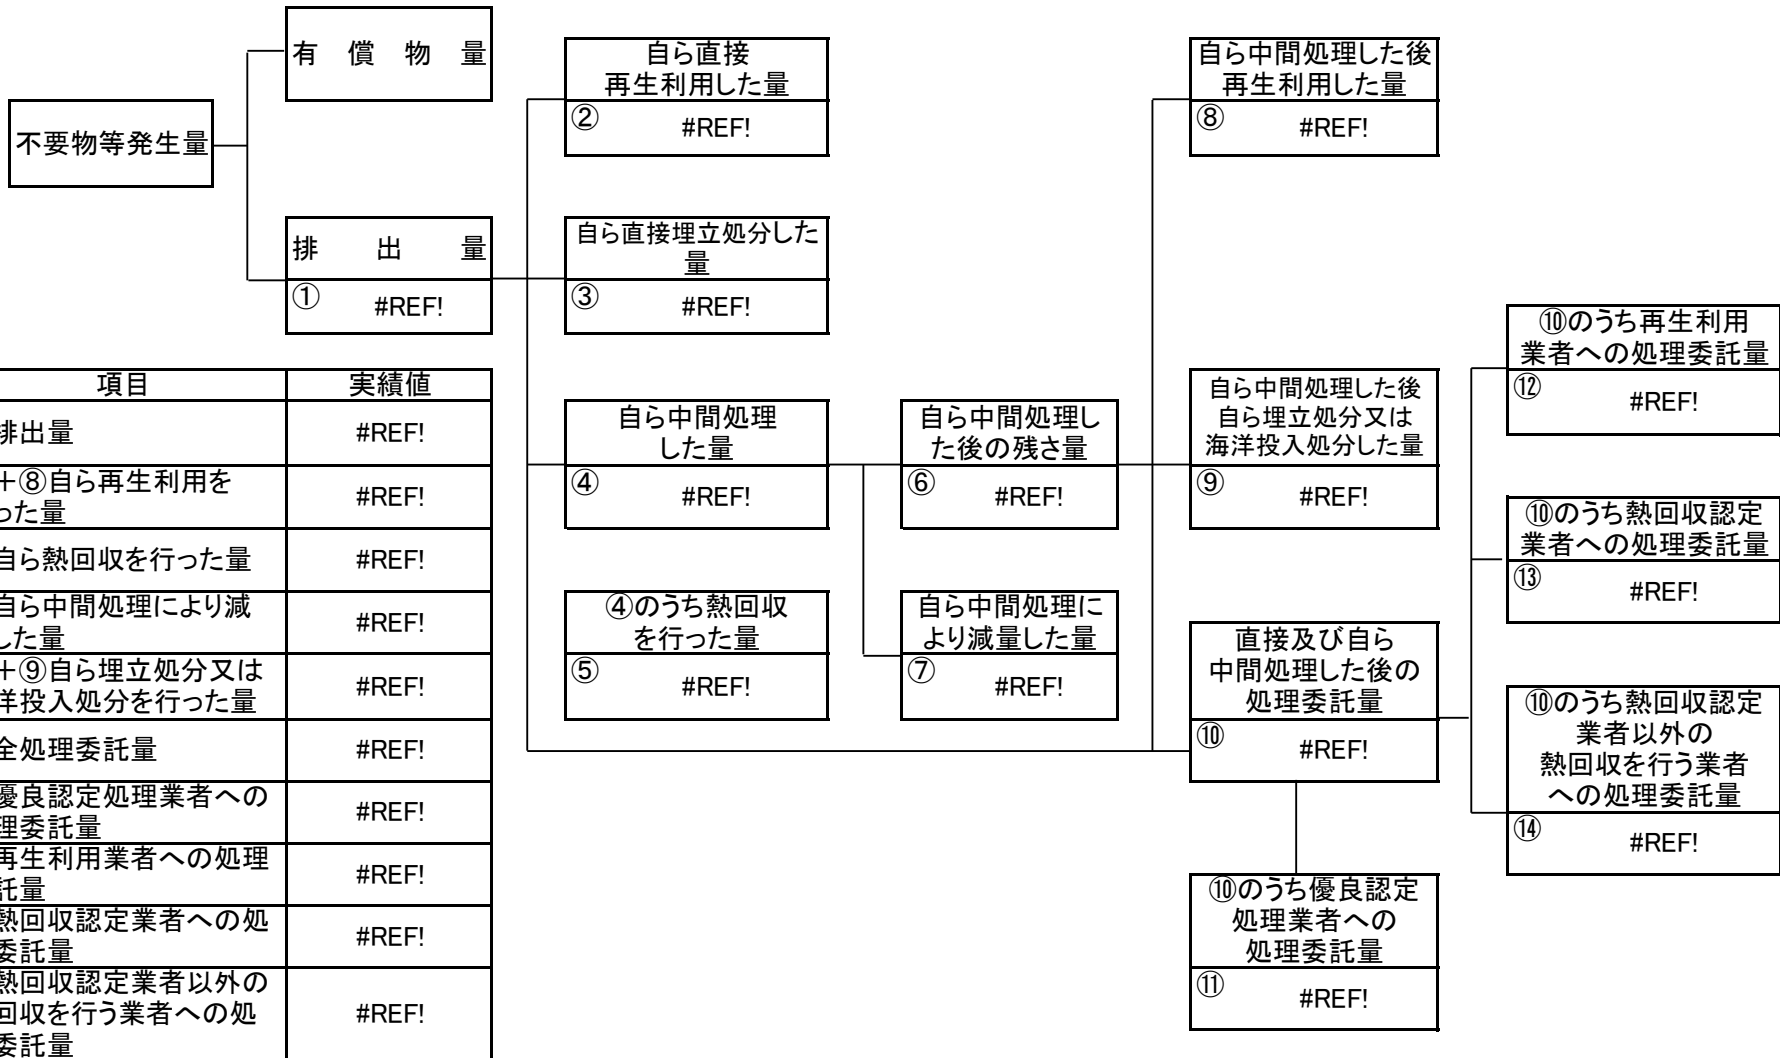 有 償 物 量
不要物等発生量
排 出 量
① #REF!
自ら直接
再生利用した量
② #REF!
自ら直接埋立処分した
量
③ #REF!
自ら中間処理
した量
④ #REF!
④のうち熱回収
を行った量
⑤ #REF!
自ら中間処理し
た後の残さ量
⑥ #REF!
自ら中間処理に
より減量した量
⑦ #REF!
自ら中間処理した後
再生利用した量
⑧ #REF!
自ら中間処理した後
自ら埋立処分又は
海洋投入処分した量
⑨ #REF!
直接及び自ら
中間処理した後の
処理委託量
⑩ #REF!
⑩のうち優良認定
処理業者への
処理委託量
⑪ #REF!
⑩のうち再生利用
業者への処理委託量
⑫ #REF!
⑩のうち熱回収認定
業者への処理委託量
⑬ #REF!
⑩のうち熱回収認定
業者以外の
熱回収を行う業者
への処理委託量
⑭ #REF!
項目 実績値
排出量 #REF!
+⑧自ら再生利用を
った量 #REF!
自ら熱回収を行った量 #REF!
自ら中間処理により減
した量 #REF!
+⑨自ら埋立処分又は
洋投入処分を行った量 #REF!
全処理委託量 #REF!
優良認定処理業者への
理委託量 #REF!
再生利用業者への処理
託量 #REF!
熱回収認定業者への処
委託量 #REF!
熱回収認定業者以外の
回収を行う業者への処
委託量 #REF!